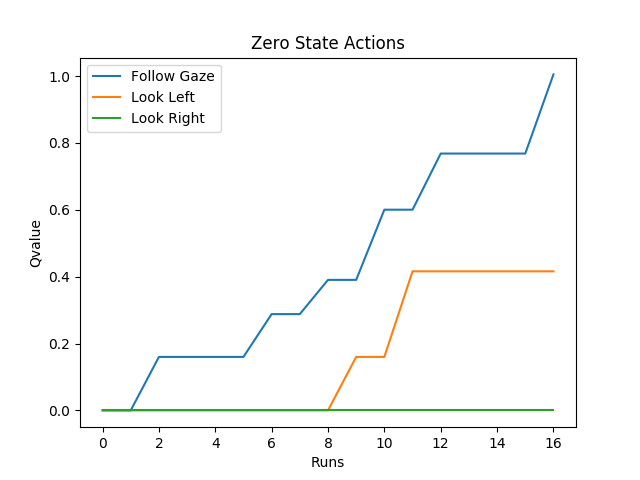 Zero State Actions
Follow Gaze
Look Left
Look Right
1.0
0.8
0.6
0.4
0.2
0.0
Qvalue
0 2 4 6 8 10 12 14 16
Runs